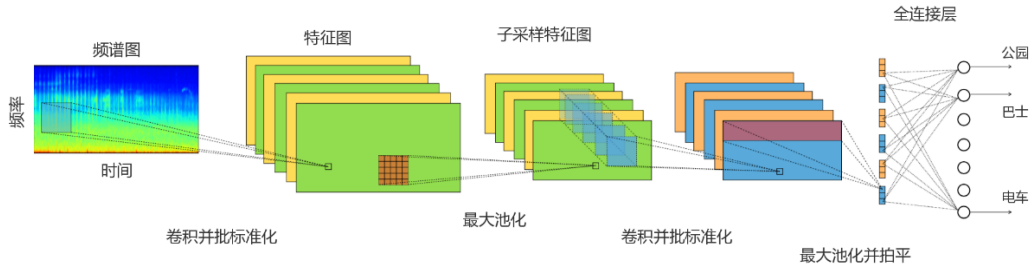 全连接层
频谱图
特征图
子采样特征图
公园
频率
巴士
时间
电车
最大池化
卷积并批标准化
卷积并批标准化
最大池化并拍平